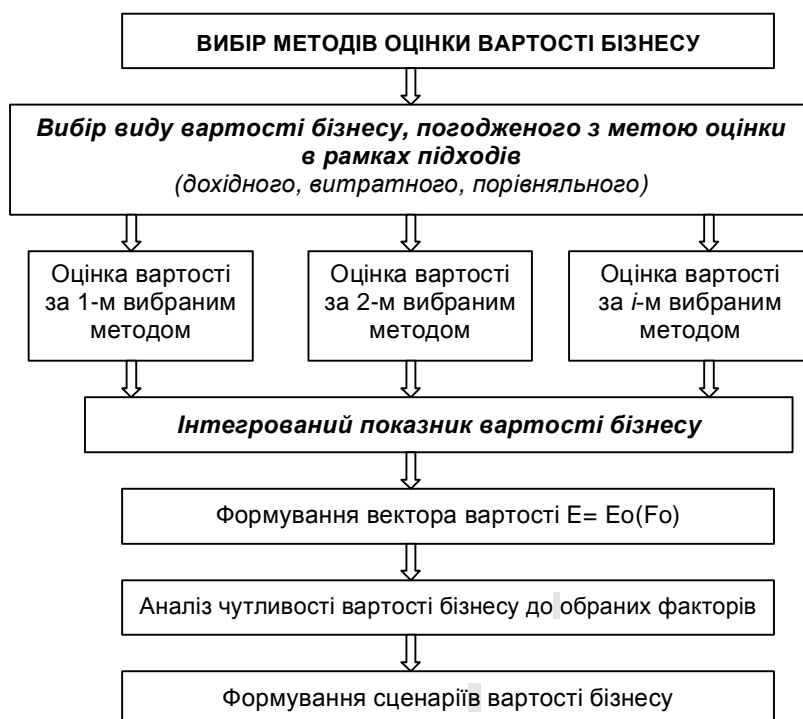 ВИБІР МЕТОДІВ ОЦІНКИ ВАРТОСТІ БІЗНЕСУ
Вибір виду вартості бізнесу, погодженого з метою оцінки
в рамках підходів
(дохідного, витратного, порівняльного)
Оцінка вартості
за 1-м вибраним
методом
Оцінка вартості
за 2-м вибраним
методом
Оцінка вартості
за і-м вибраним
методом
Інтегрований показник вартості бізнесу
Формування вектора вартості E= Eo(Fo)
Аналіз чутливості вартості бізнесу до обраних факторів
Формування сценаріїв вартості бізнесу